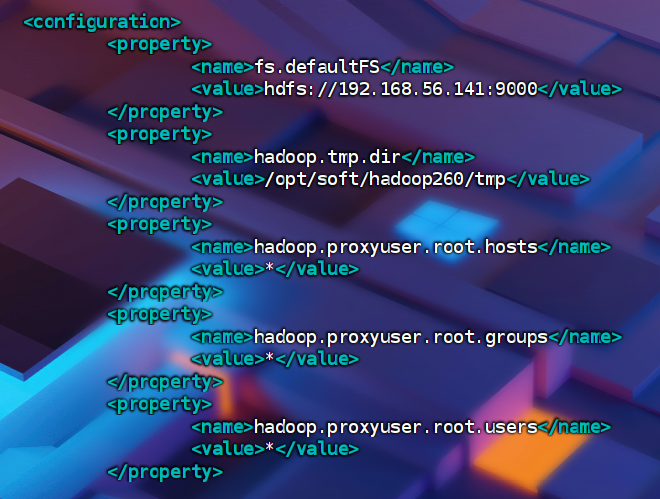 <configuration>
<property>
<name>fs.defaultFS</name>
<value>hdfs://192.168.56.141:9000</value>
</property>
<property>
<name>hadoop.tmp.dir</name>
<value>/opt/soft/hadoop260/tmp</value>
</property>
<property>
<name>hadoop.proxyuser.root.hosts</name>
<value>*</value>
</property>
<property>
<name>hadoop.proxyuser.root.groups</name>
<value>*</value>
</property>
<property>
<name>hadoop.proxyuser.root.users</name>
<value>*</value>
</property>